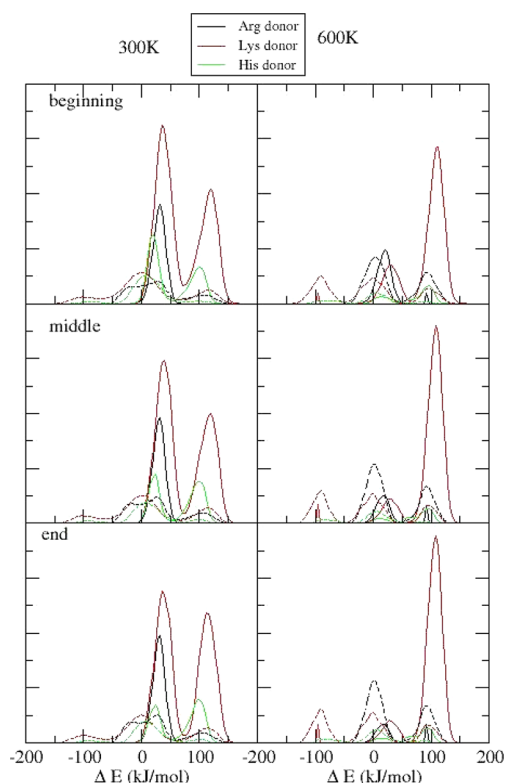 300K
Arg donor
Lys donor
His donor
600K
beginning
middle
end
-200 -100 0 100 200 -100 0 100 200
Δ E (kJ/mol) Δ E (kJ/mol)